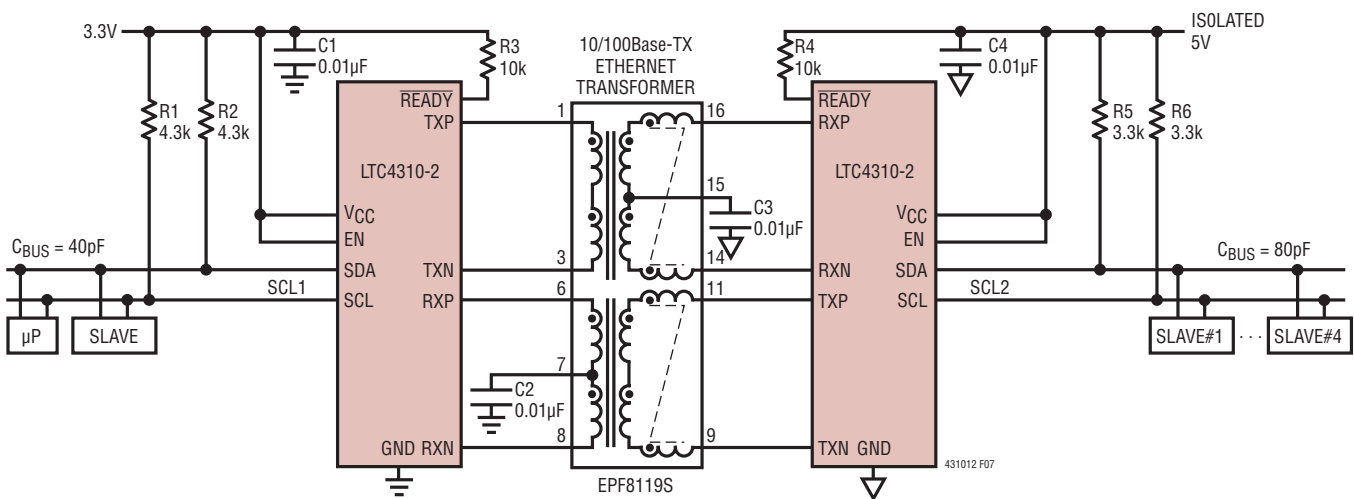 3.3V
C1
0.01µF
R3
10k
R1
4.3k
R2
4.3k
READY
TXP
LTC4310-2
VCC
EN
SDA
SCL
TXN
RXP
GND RXN
CBUS = 40pF
SCL1
µP
SLAVE
10/100Base-TX
ETHERNET
TRANSFORMER
1
3
6
7
8
C2
0.01µF
16
15
14
11
9
C3
0.01µF
EPF8119S
ISOLATED
5V
R4
10k
C4
0.01µF
READY
RXP
LTC4310-2
VCC
EN
RXN
SDA
TXP
SCL
TXN GND
R5
3.3k
R6
3.3k
CBUS = 80pF
SCL2
SLAVE#1
· · ·
SLAVE#4
431012 F07